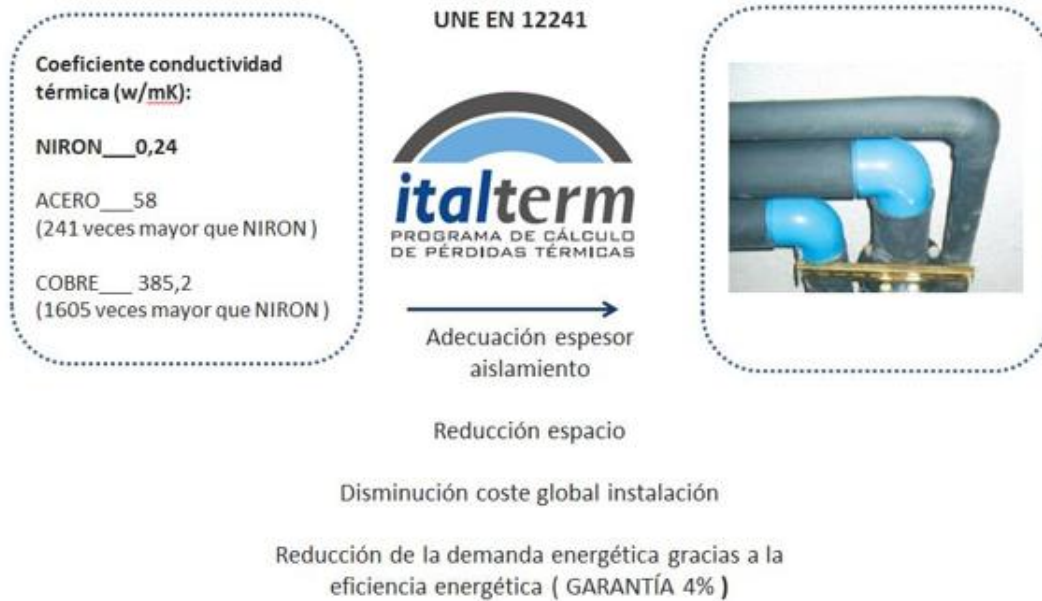 UNE EN 12241
Coeficiente conductividad
térmica (w/mK):
NIRON___0,24
ACERO___58
(241 veces mayor que NIRON )
COBRE___ 385,2
(1605 veces mayor que NIRON )
italterm
PROGRAMA DE CÁLCULO
DE PÉRDIDAS TÉRMICAS
Adecuación espesor
aislamiento
Reducción espacio
Disminución coste global instalación
Reducción de la demanda energética gracias a la
eficiencia energética ( GARANTÍA 4% )